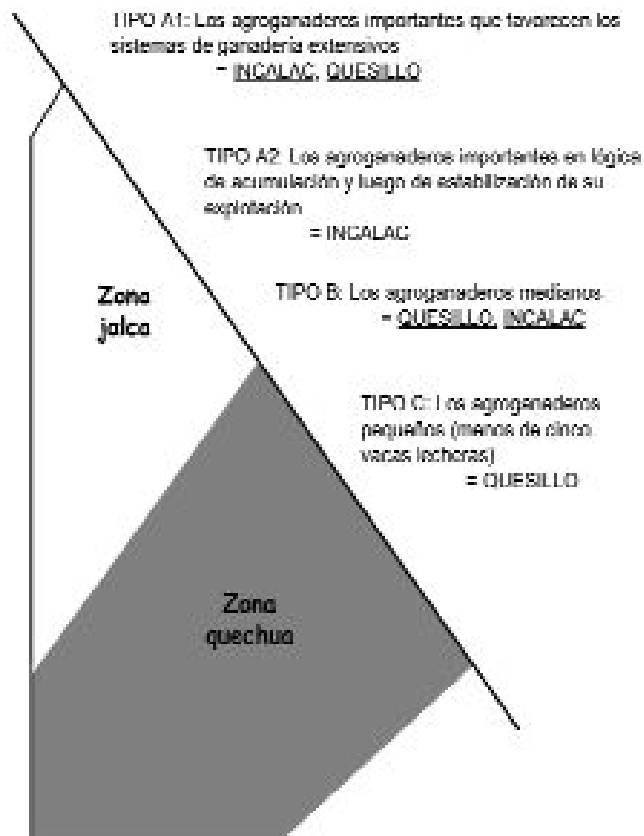 TIPO A1: Los agroganaderos importantes que favorecen los
sistemas de ganadería extensivos
= INCALAC, QUESILLO
TIPO A2: Los agroganaderos importantes en lógica
de acumulación y luego de estabilización de su
explotación
= INCALAC
Zona
jalca
TIPO B: Los agroganaderos medianos
= QUESILLO, INCALAC
TIPO C: Los agroganaderos
pequeños (menos de cinco
vacas lecheras)
= QUESILLO
Zona
quechua